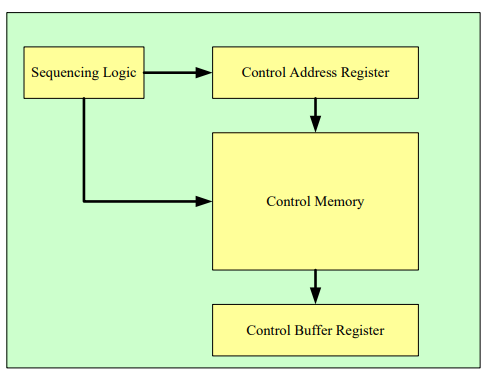 Sequencing Logic
Control Address Register
Control Memory
Control Buffer Register